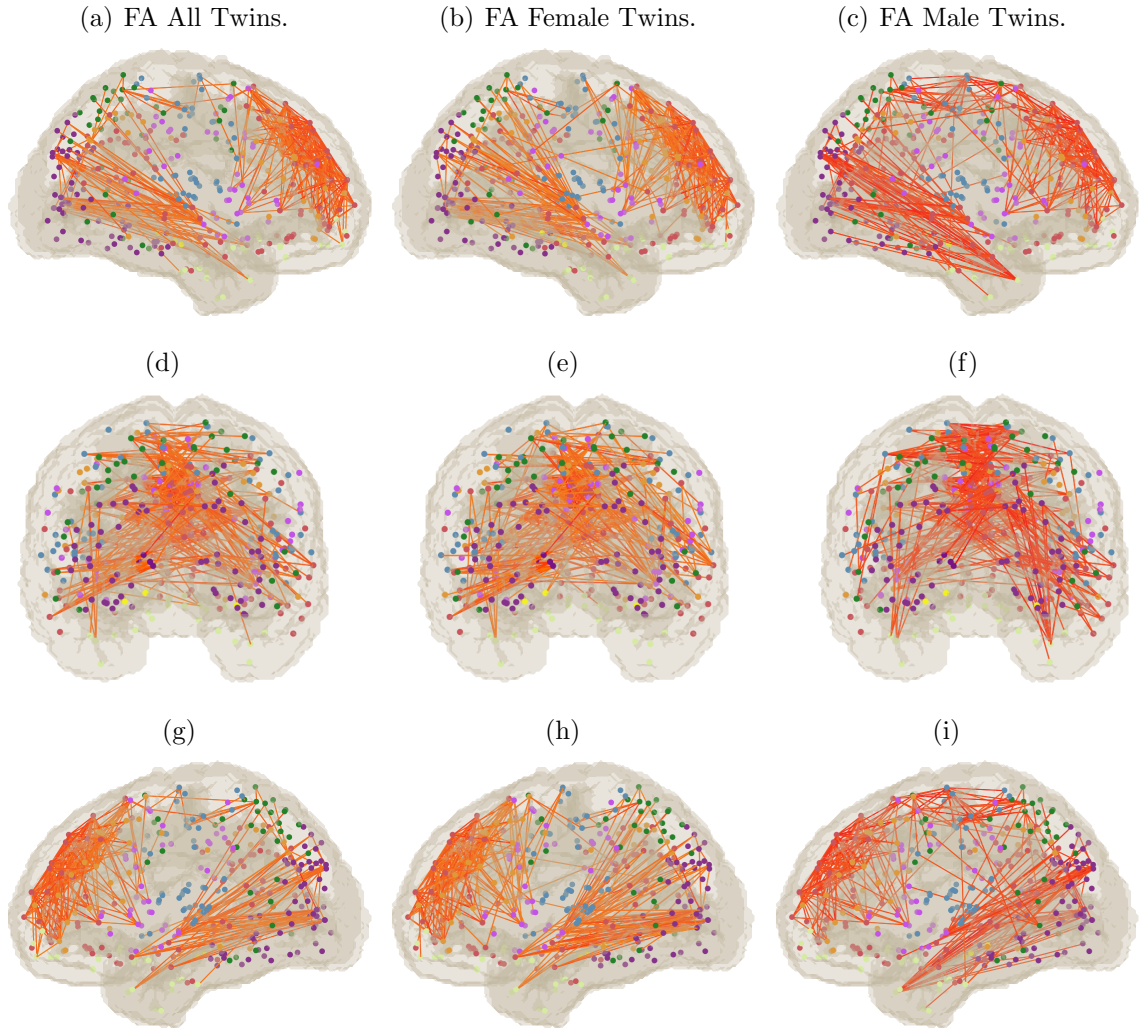 (a) FA All Twins.
(b) FA Female Twins.
(c) FA Male Twins.
(d)
(e)
(f)
(g)
(h)
(i)